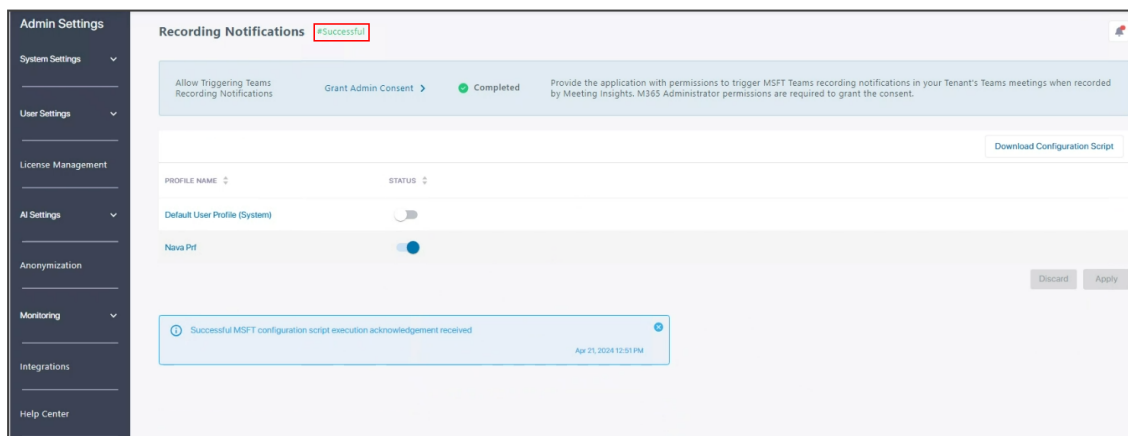 Admin Settings
System Settings
User Settings
License Management
AI Settings
Anonymization
Monitoring
Integrations
Help Center
Recording Notifications #Successful
Allow Triggering Teams
Recording Notifications
Grant Admin Consent
Completed
Provide the application with permissions to trigger MSFT Teams recording notifications in your Tenant's Teams meetings when recorded
by Meeting Insights. M365 Administrator permissions are required to grant the consent.
Download Configuration Script
PROFILE NAME STATUS
Default User Profile (System)
Nava Prf
Discard Apply
Successful MSFT configuration script execution acknowledgement received
Apr 21, 2024 12:51 PM